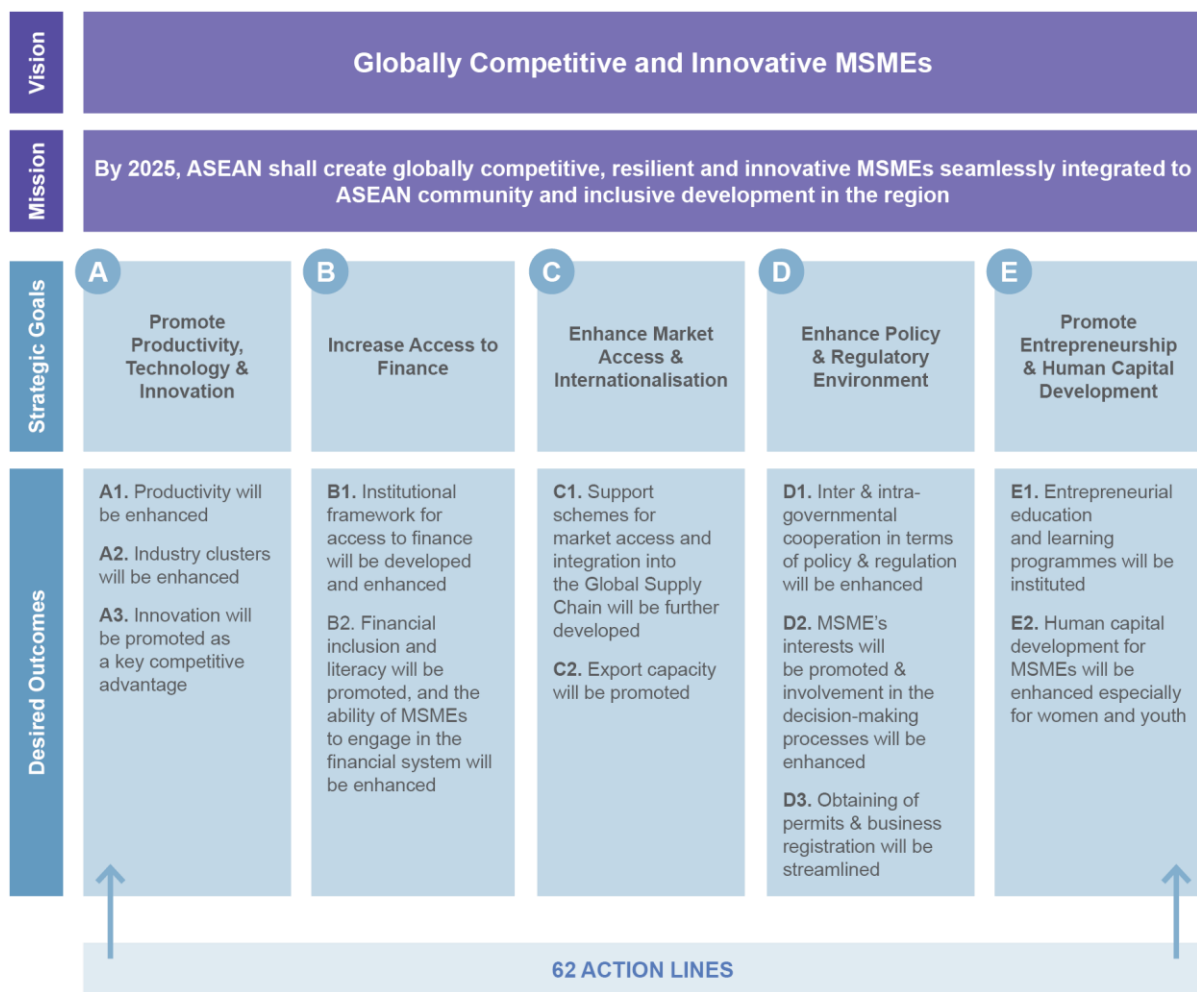 Vision
Globally Competitive and Innovative MSMEs
Mission
By 2025, ASEAN shall create globally competitive, resilient and innovative MSMEs seamlessly integrated to
ASEAN community and inclusive development in the region
Strategic Goals
A
Promote
Productivity,
Technology &
Innovation
B
Increase Access to
Finance
C
Enhance Market
Access &
Internationalisation
D
Enhance Policy
& Regulatory
Environment
E
Promote
Entrepreneurship
& Human Capital
Development
Desired Outcomes
A1. Productivity will
be enhanced
A2. Industry clusters
will be enhanced
A3. Innovation will
be promoted as
a key competitive
advantage
B1. Institutional
framework for
access to finance
will be developed
and enhanced
B2. Financial
inclusion and
literacy will be
promoted, and the
ability of MSMEs
to engage in the
financial system will
be enhanced
C1. Support
schemes for
market access and
integration into
the Global Supply
Chain will be further
developed
C2. Export capacity
will be promoted
D1. Inter & intra-
governmental
cooperation in terms
of policy & regulation
will be enhanced
D2. MSME’s
interests will
be promoted &
involvement in the
decision-making
processes will be
enhanced
D3. Obtaining of
permits & business
registration will be
streamlined
E1. Entrepreneurial
education
and learning
programmes will be
instituted
E2. Human capital
development for
MSMEs will be
enhanced especially
for women and youth
62 ACTION LINES